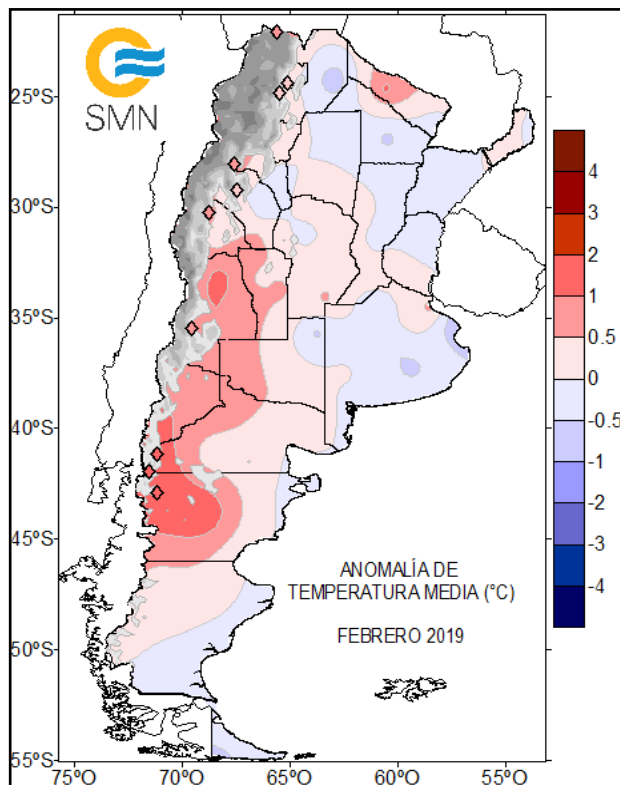 SMN
25°S
30°S
35°S
40°S
45°S
50°S
55°S
75°O
70°O
65°O
60°O
55°O
4
3
2
1
0.5
0
-0.5
-1
-2
-3
-4
ANOMALÍA DE
TEMPERATURA MEDIA (°C)
FEBRERO 2019